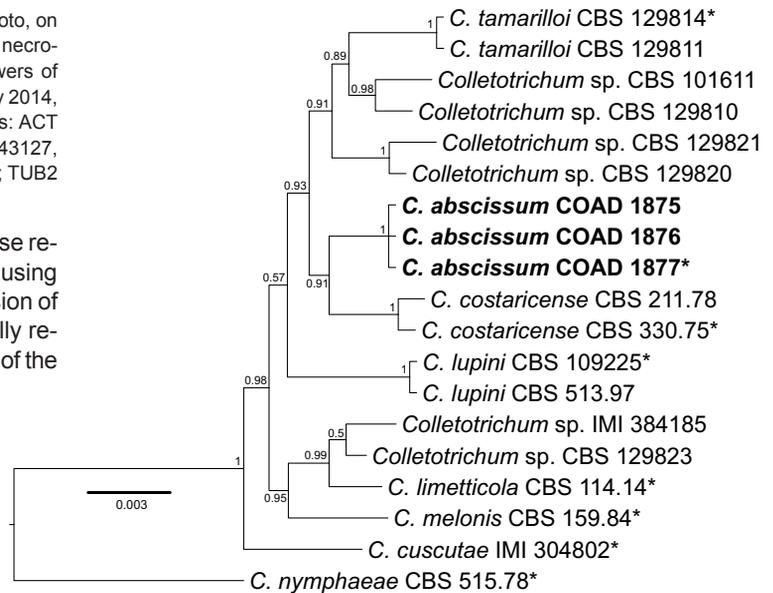 oto, on
necro-
wers of
y 2014,
s: ACT
43127,
; TUB2
se re-
using
sion of
lly re-
of the
1
C. tamarilloi CBS 129814*
C. tamarilloi CBS 129811
0.89
Colletotrichum sp. CBS 101611
0.98
Colletotrichum sp. CBS 129810
0.91
Colletotrichum sp. CBS 129821
1
Colletotrichum sp. CBS 129820
0.93
C. abscissum COAD 1875
1
C. abscissum COAD 1876
C. abscissum COAD 1877*
0.57
0.91
C. costaricense CBS 211.78
1
C. costaricense CBS 330.75*
C. lupini CBS 109225*
1
C. lupini CBS 513.97
0.98
Colletotrichum sp. IMI 384185
0.5
Colletotrichum sp. CBS 129823
0.99
C. limetticola CBS 114.14*
0.95
C. melonis CBS 159.84*
1
C. cuscutae IMI 304802*
0.003
C. nymphaeae CBS 515.78*